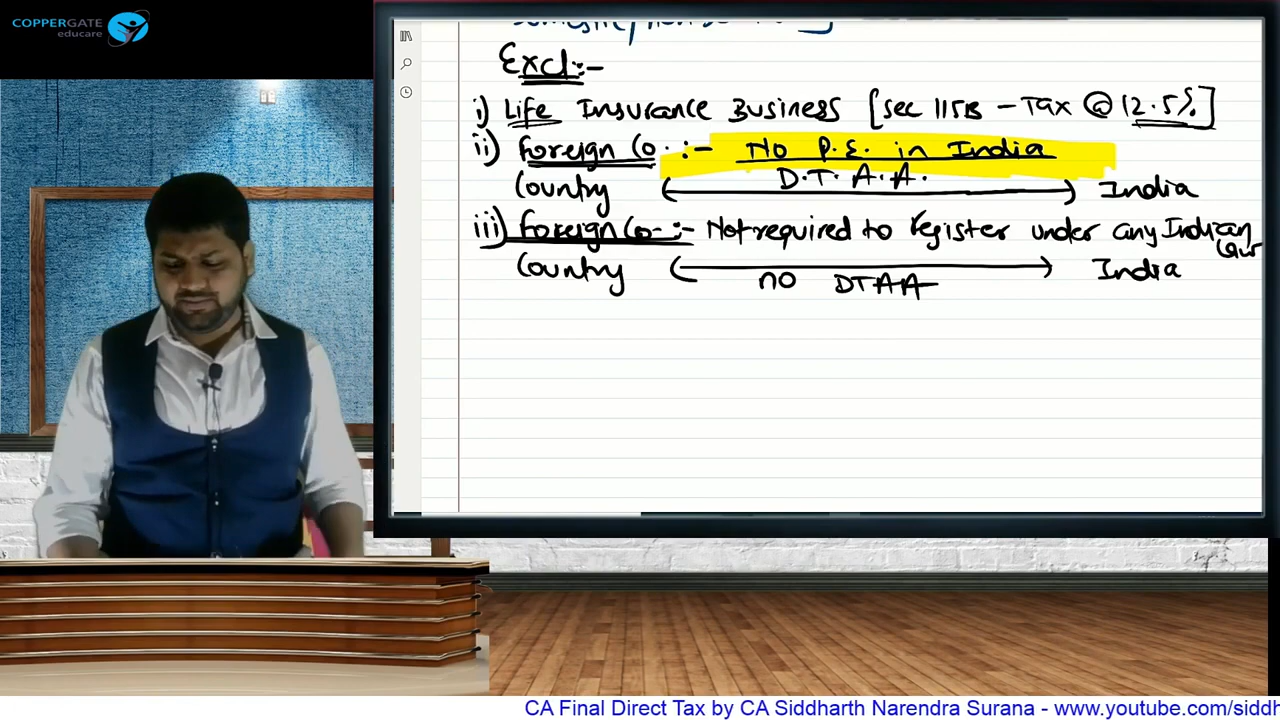 COPPERGATE
educare
Excl:-
i) Life Insurance Business [Sec 115B - Tax @ 12.5%]
ii) Foreign Co. :- No P.E. in India
Country D.T.A.A. India
iii) Foreign Co. :- Not required to register under any Indian
Law
Country India
no DTAA
CA Final Direct Tax by CA Siddharth Narendra Surana - www.youtube.com/siddh